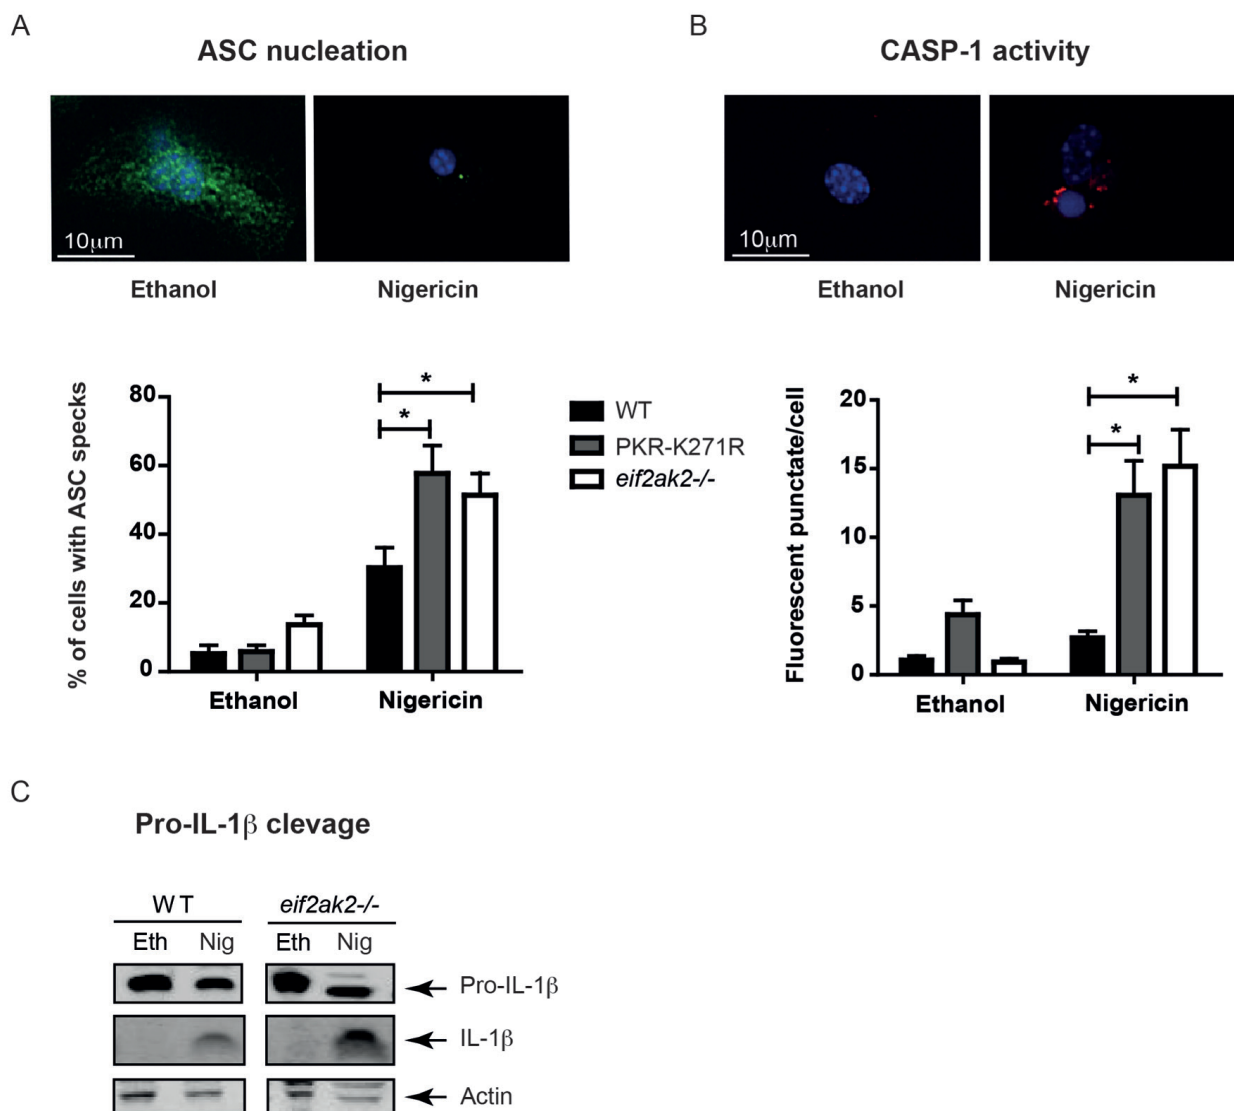 A
ASC nucleation
10μm
Ethanol
Nigericin
% of cells with ASC specks
80
60
40
20
0
*
*
Ethanol
Nigericin
WT
PKR-K271R
eif2ak2-/-
B
CASP-1 activity
10μm
Ethanol
Nigericin
Fluorescent punctate/cell
20
15
10
5
0
*
*
Ethanol
Nigericin
C
Pro-IL-1β clevage
WT
eif2ak2-/-
Eth Nig
Eth Nig
Pro-IL-1β
IL-1β
Actin